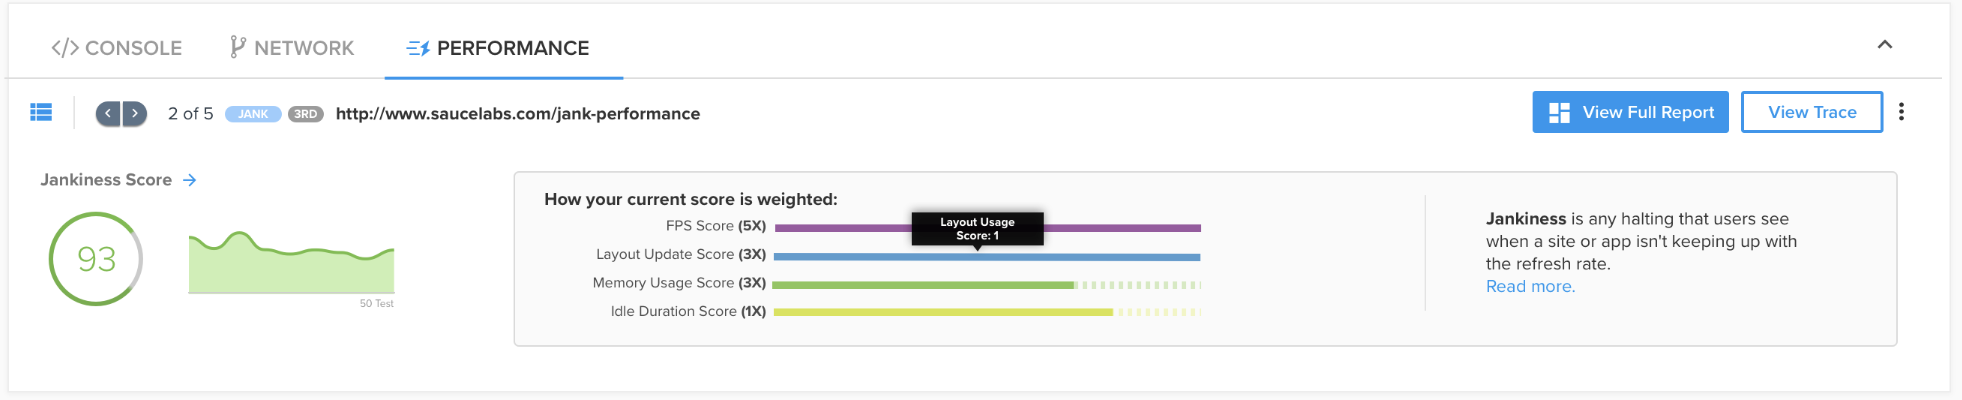 </> CONSOLE NETWORK PERFORMANCE
2 of 5 JANK 3RD http://www.saucelabs.com/jank-performance View Full Report View Trace
Jankiness Score
93
50 Test
How your current score is weighted:
FPS Score (5X)
Layout Usage
Score: 1
Layout Update Score (3X)
Memory Usage Score (3X)
Idle Duration Score (1X)
Jankiness is any halting that users see
when a site or app isn't keeping up with
the refresh rate.
Read more.